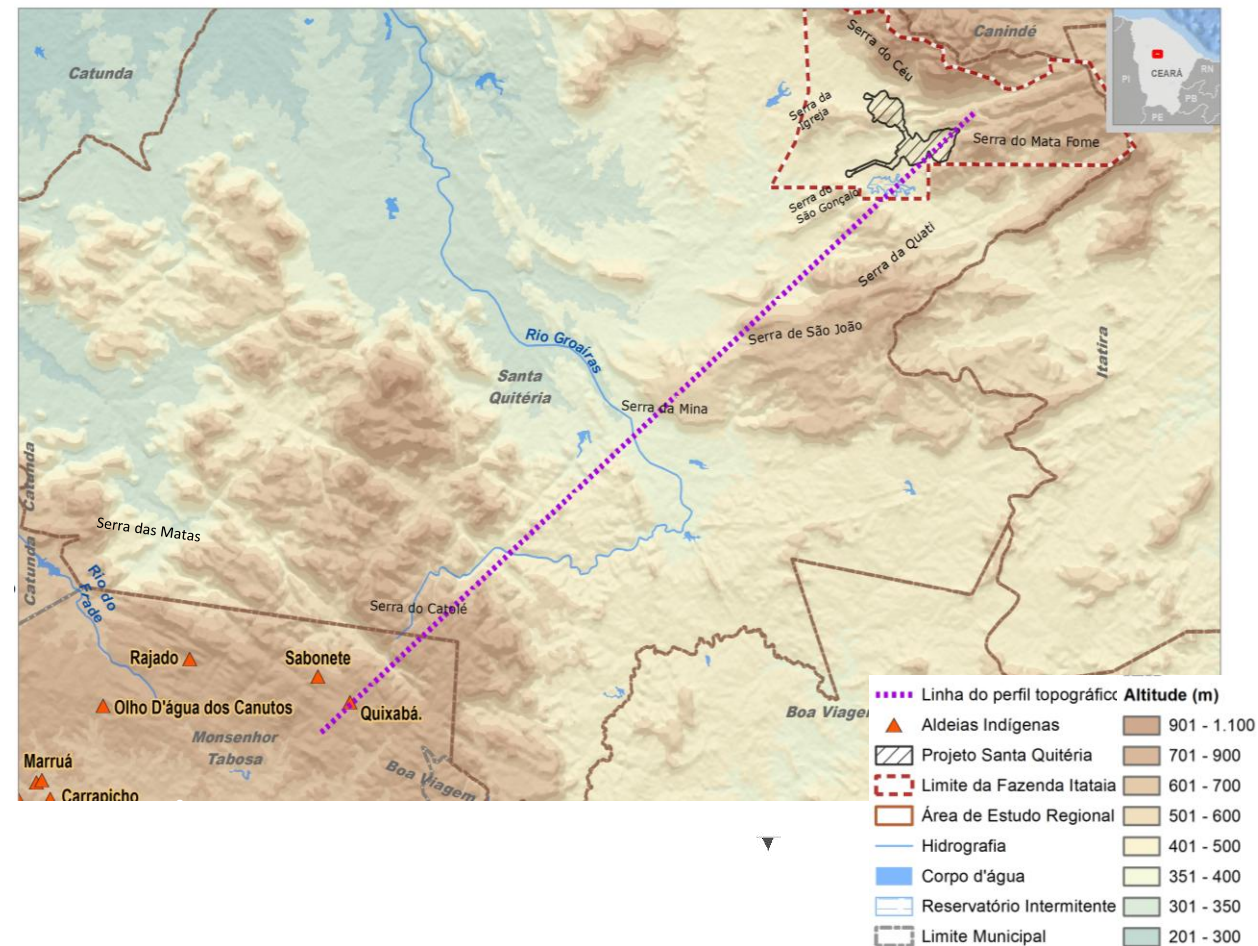 Catunda
Canindé
Serra do Céu
Serra da
Igreja
Serra do Mata Fome
Serra do
São Gonçalo
Serra da Quati
Serra de São João
Itatira
Rio Groaíras
Santa
Quitéria
Serra da Mina
Catunda
Catunda
Serra das Matas
Rio do
Frade
Serra do Catolé
Rajado
Sabonete
Olho D'água dos Canutos
Quixabá.
Monsenhor
Tabosa
Boa Viagem
Marruá
Carrapicho
CEARÁ
PI
RN
PB
PE
Linha do perfil topográfico
Aldeias Indígenas
Projeto Santa Quitéria
Limite da Fazenda Itataia
Área de Estudo Regional
Hidrografia
Corpo d'água
Reservatório Intermitente
Limite Municipal
Altitude (m)
901 - 1.100
701 - 900
601 - 700
501 - 600
401 - 500
351 - 400
301 - 350
201 - 300